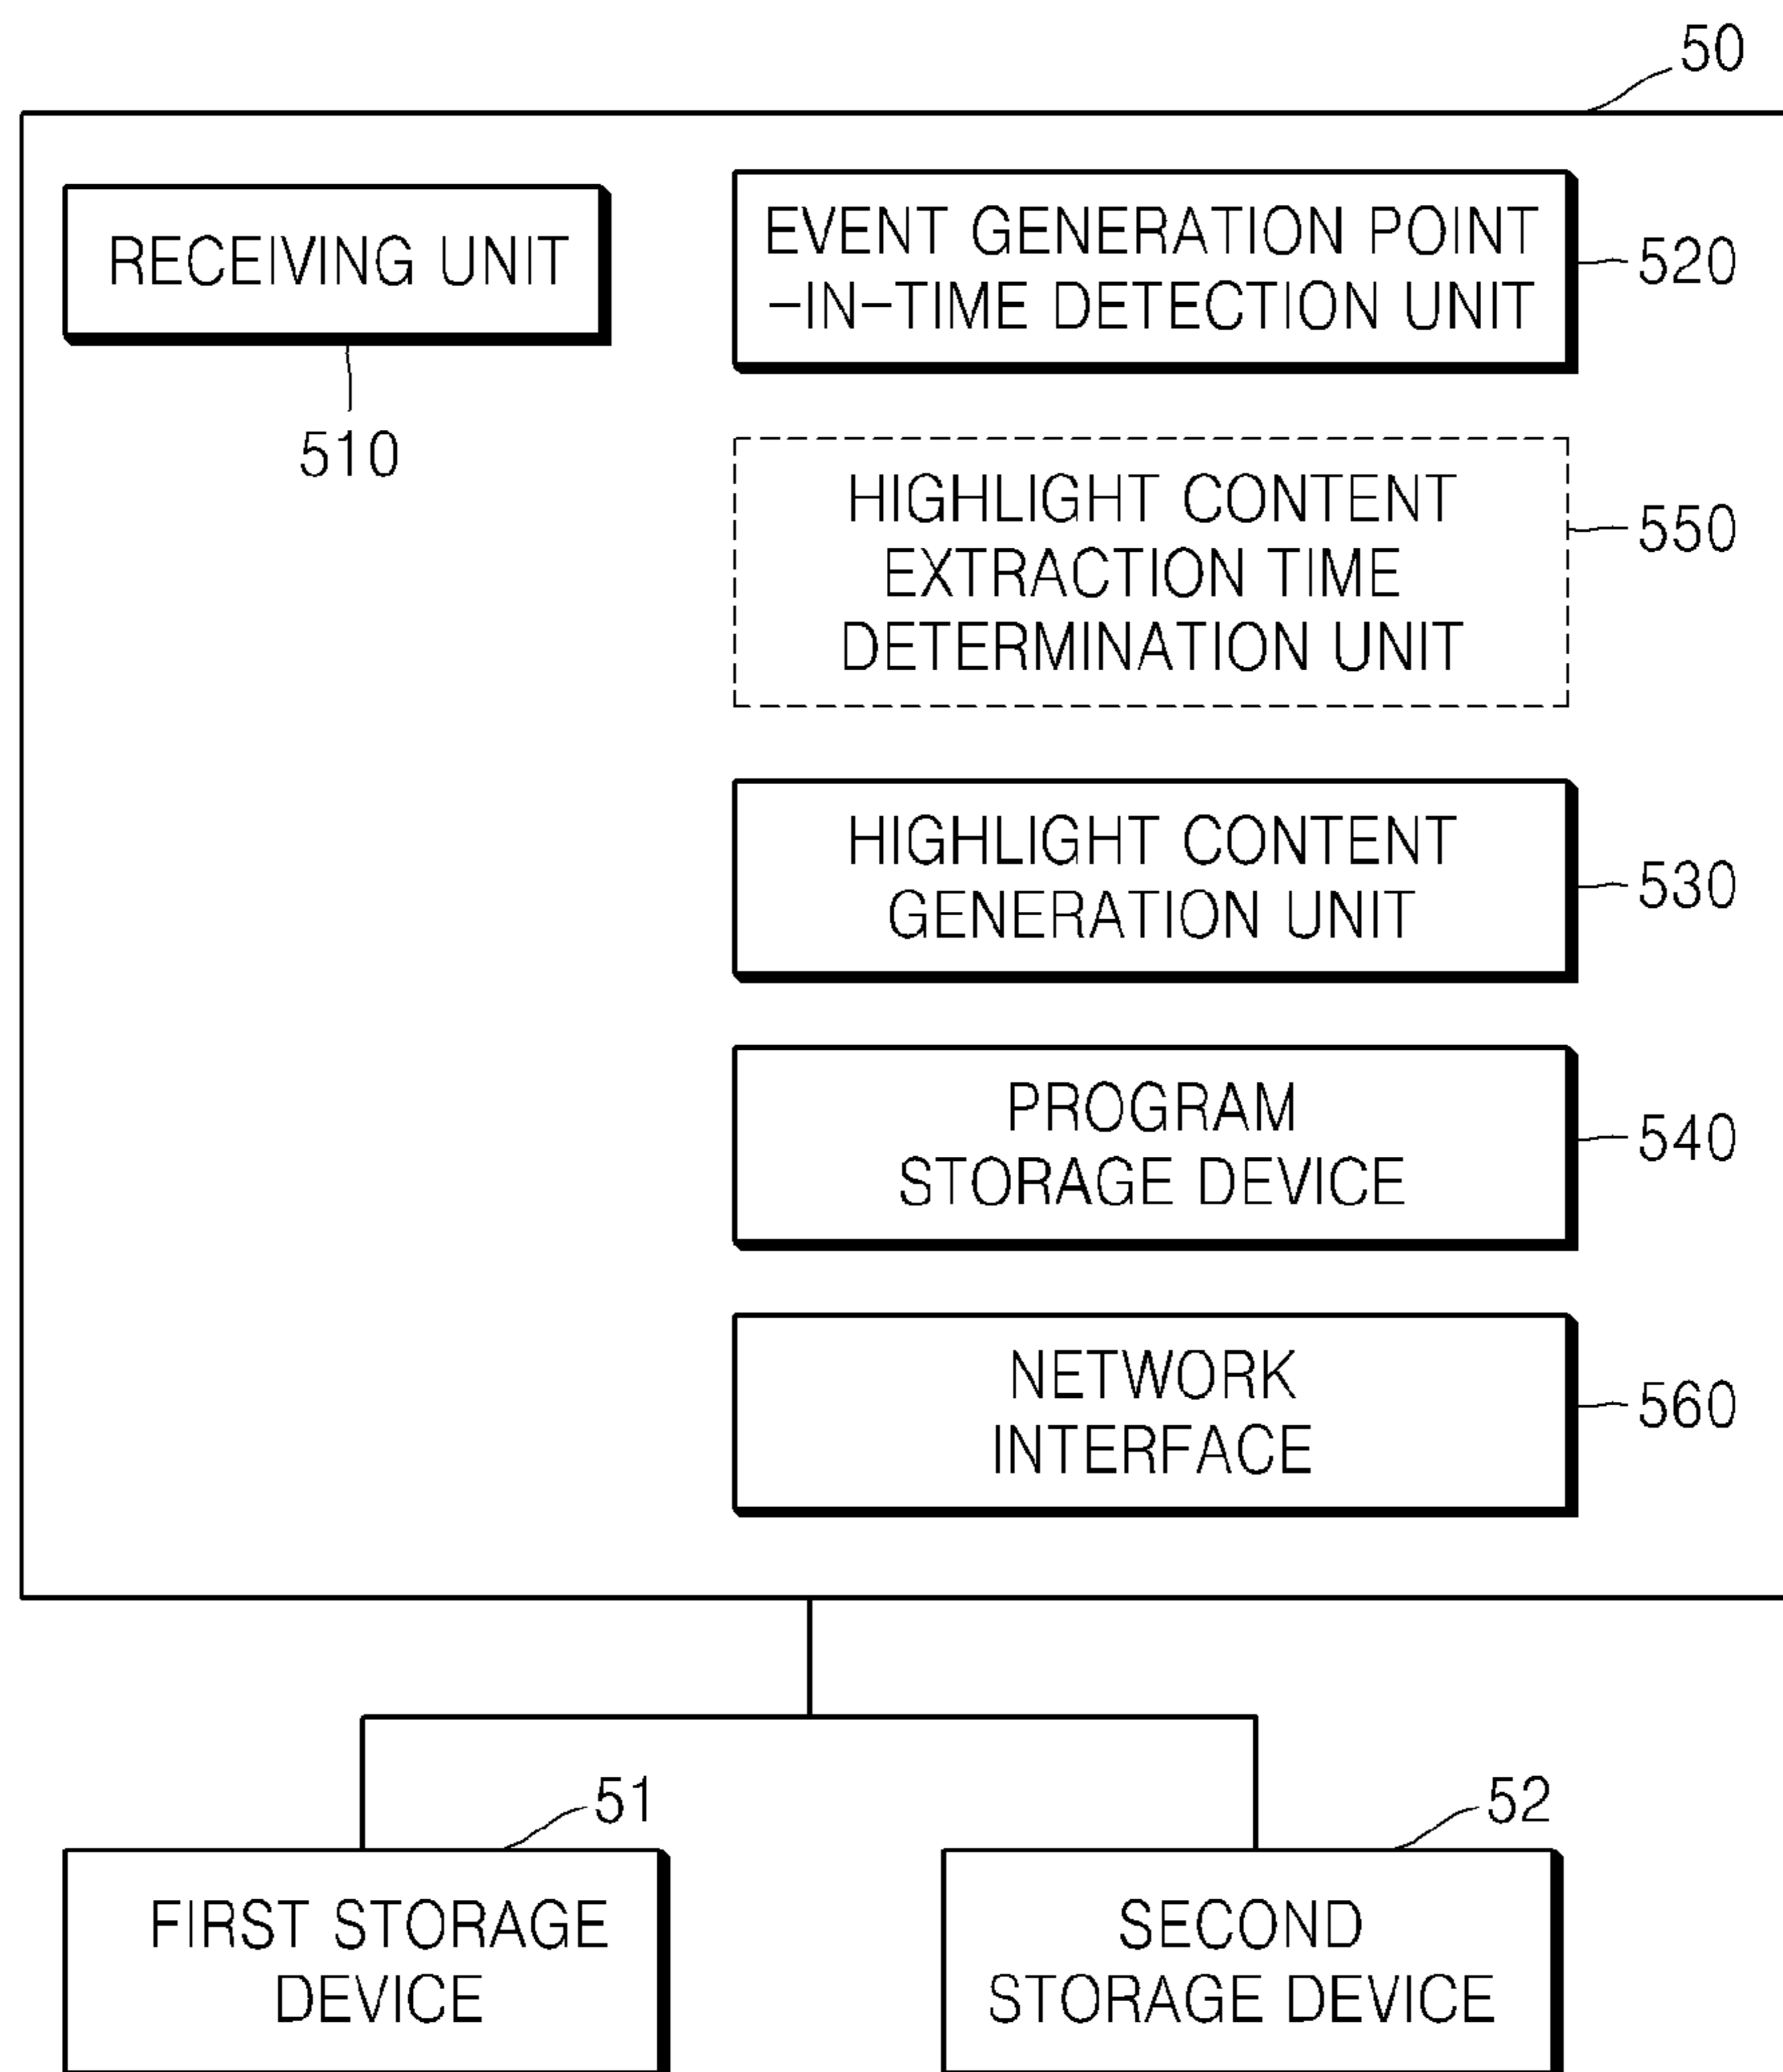 50
RECEIVING UNIT
510
EVENT GENERATION POINT
-IN-TIME DETECTION UNIT
520
HIGHLIGHT CONTENT
EXTRACTION TIME
DETERMINATION UNIT
550
HIGHLIGHT CONTENT
GENERATION UNIT
530
PROGRAM
STORAGE DEVICE
540
NETWORK
INTERFACE
560
51
FIRST STORAGE
DEVICE
52
SECOND
STORAGE DEVICE